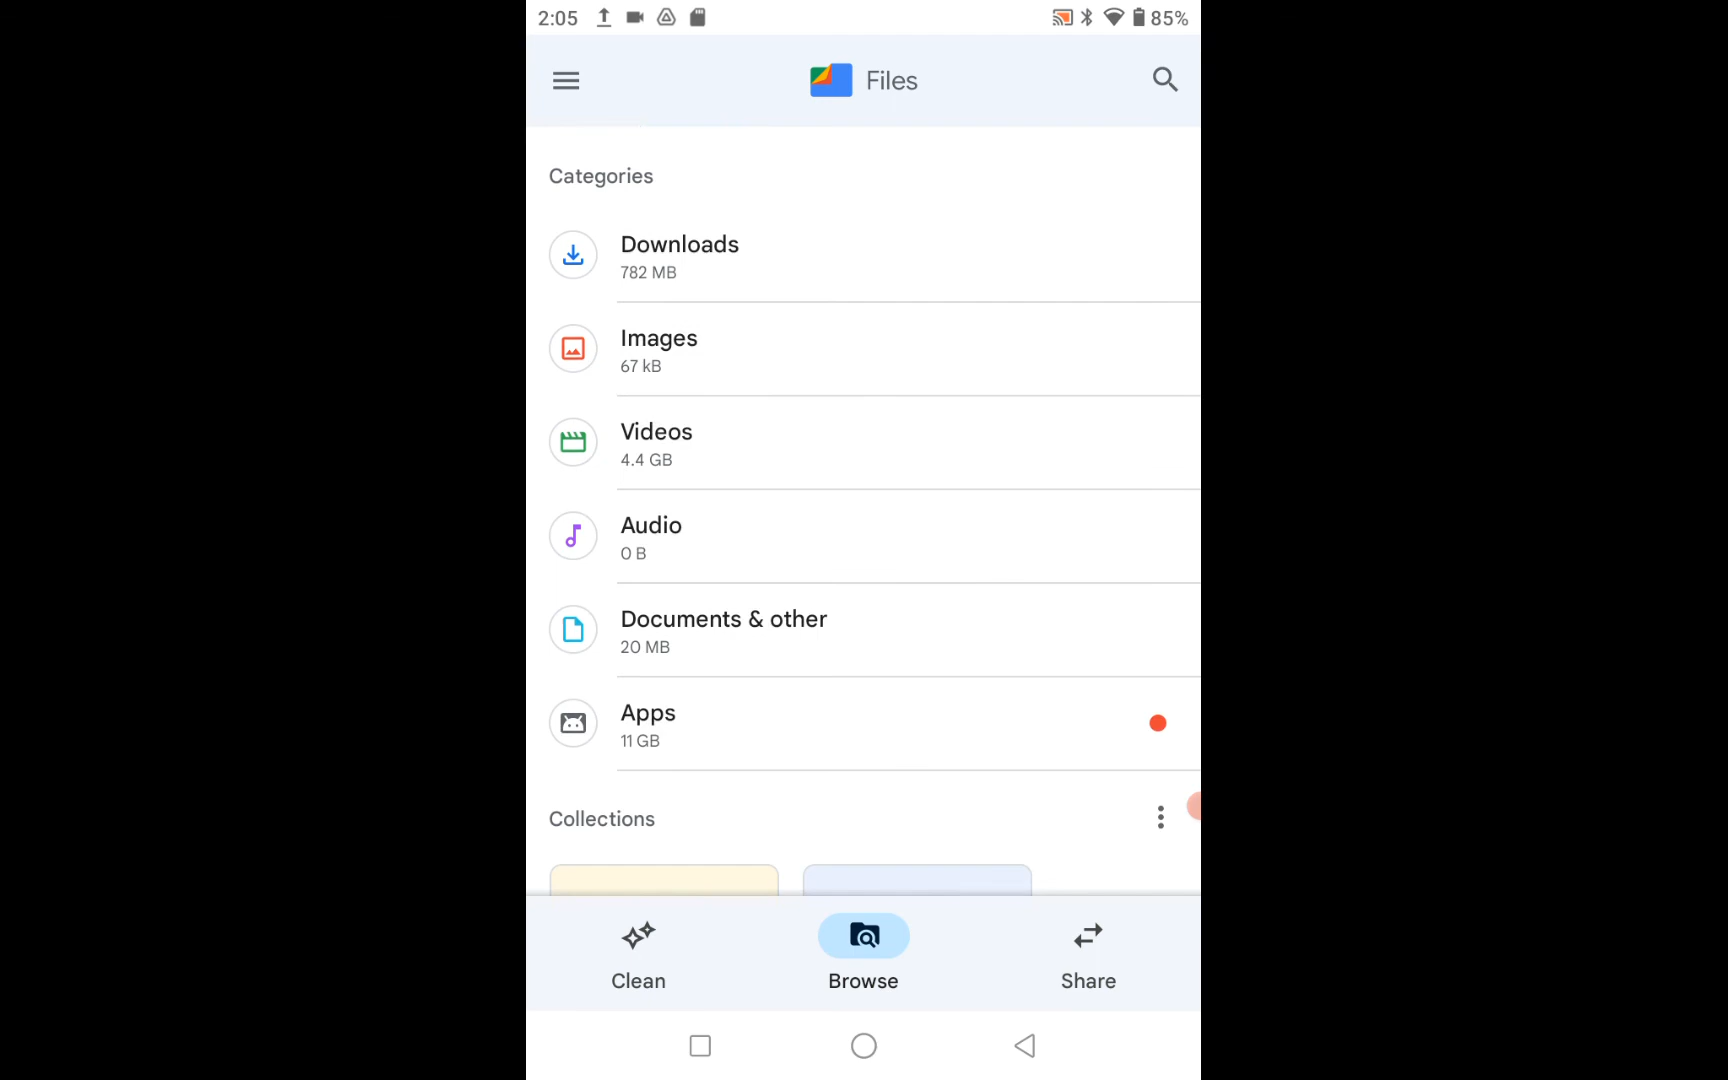 2:05
85%
Files
Categories
Downloads
782 MB
Images
67 kB
Videos
4.4 GB
Audio
0 B
Documents & other
20 MB
Apps
11 GB
Collections
Clean
Browse
Share